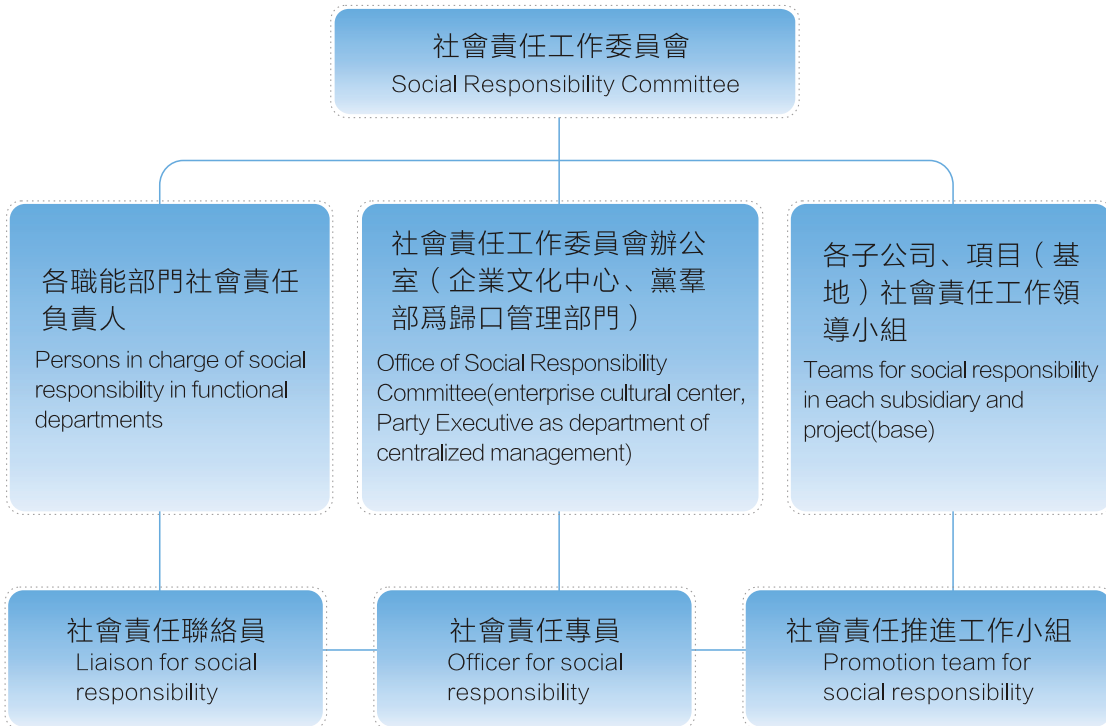 社會責任工作委員會
Social Responsibility Committee
各職能部門社會責任
負責人
Persons in charge of social
responsibility in functional
departments
社會責任工作委員會辦公
室（企業文化中心、黨羣
部爲歸口管理部門）
Office of Social Responsibility
Committee(enterprise cultural center,
Party Executive as department of
centralized management)
各子公司、項目（基
地）社會責任工作領
導小組
Teams for social responsibility
in each subsidiary and
project(base)
社會責任聯絡員
Liaison for social
responsibility
社會責任專員
Officer for social
responsibility
社會責任推進工作小組
Promotion team for
social responsibility